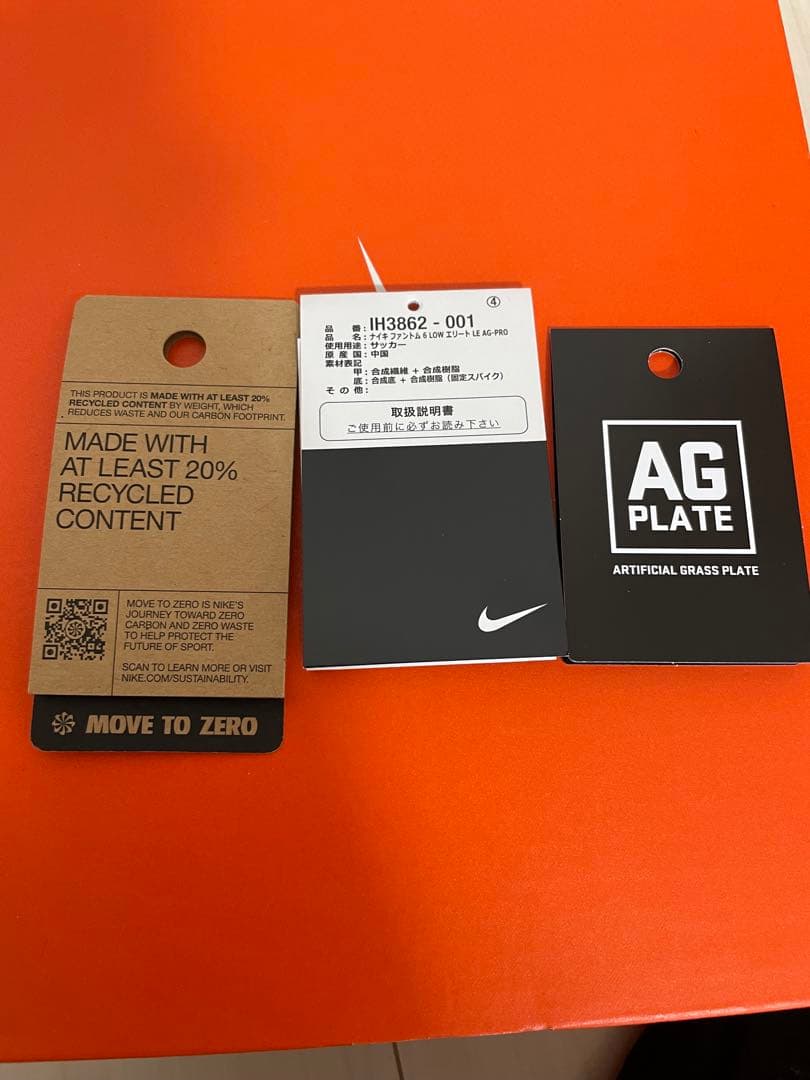 THIS PRODUCT IS MADE WITH AT LEAST 20%
RECYCLED CONTENT BY WEIGHT, WHICH
REDUCES WASTE AND OUR CARBON FOOTPRINT.
MADE WITH
AT LEAST 20%
RECYCLED
CONTENT
MOVE TO ZERO IS NIKE'S
JOURNEY TOWARD ZERO
CARBON AND ZERO WASTE
TO HELP PROTECT THE
FUTURE OF SPORT.
SCAN TO LEARN MORE OR VISIT
NIKE.COM/SUSTAINABILITY.
MOVE TO ZERO
④
品番:IH3862 - 001
品名:ナイキ ファントム 6 LOW エリート LE AG-PRO
使用用途:サッカー
原産国:中国
素材表記
甲:合成繊維 + 合成樹脂
底:合成底 + 合成樹脂(固定スパイク)
その他:
取扱説明書
ご使用前に必ずお読み下さい
AG
PLATE
ARTIFICIAL GRASS PLATE